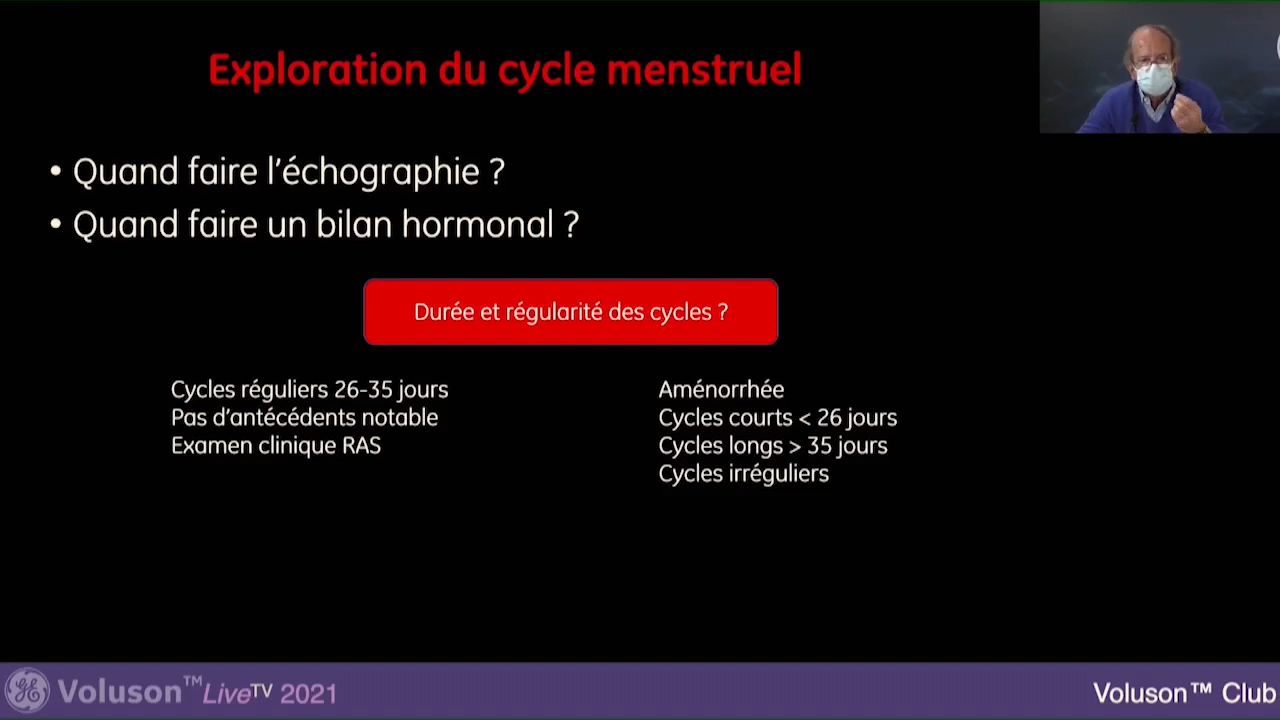 Exploration du cycle menstruel
• Quand faire l'échographie ?
• Quand faire un bilan hormonal ?
Durée et régularité des cycles ?
Cycles réguliers 26-35 jours
Pas d'antécédents notable
Examen clinique RAS
Aménorrhée
Cycles courts < 26 jours
Cycles longs > 35 jours
Cycles irréguliers
GE Voluson™ LiveTV 2021
Voluson™ Club